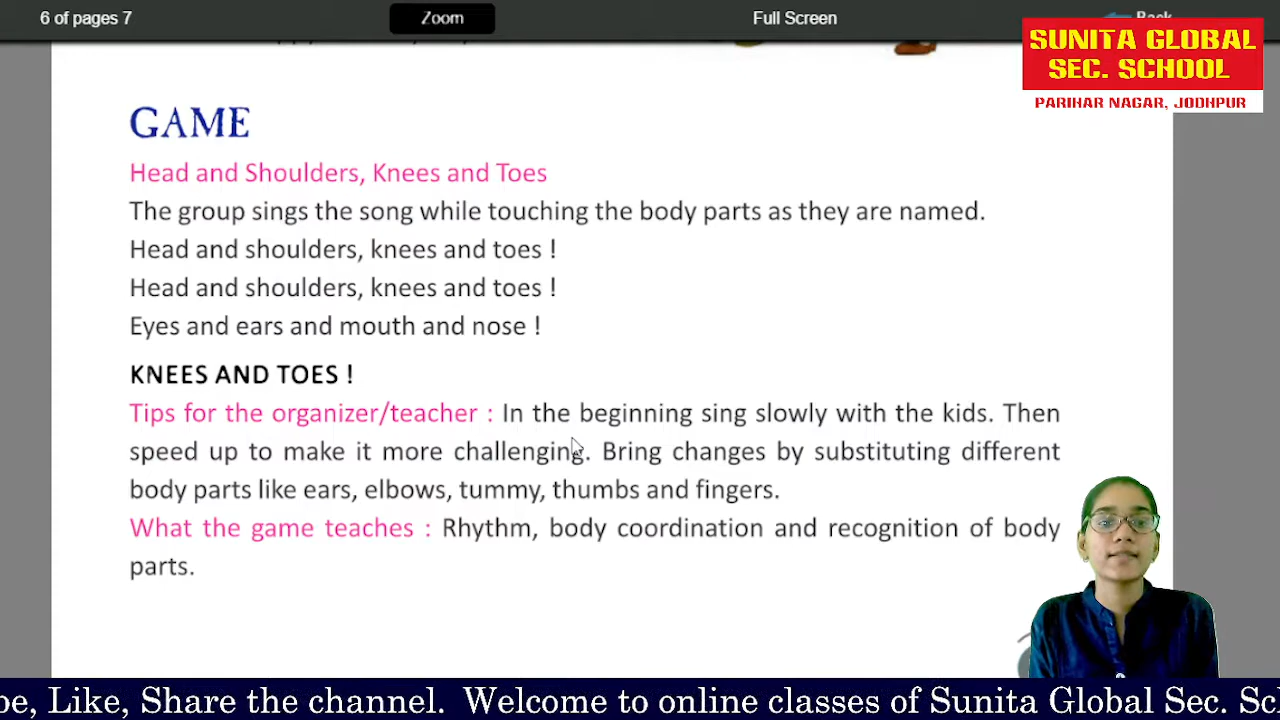 6 of pages 7
Zoom
Full Screen
Back
SUNITA GLOBAL
SEC. SCHOOL
PARIHAR NAGAR, JODHPUR
GAME
Head and Shoulders, Knees and Toes
The group sings the song while touching the body parts as they are named.
Head and shoulders, knees and toes !
Head and shoulders, knees and toes !
Eyes and ears and mouth and nose !
KNEES AND TOES !
Tips for the organizer/teacher : In the beginning sing slowly with the kids. Then
speed up to make it more challenging. Bring changes by substituting different
body parts like ears, elbows, tummy, thumbs and fingers.
What the game teaches : Rhythm, body coordination and recognition of body
parts.
be, Like, Share the channel. Welcome to online classes of Sunita Global Sec. Sc